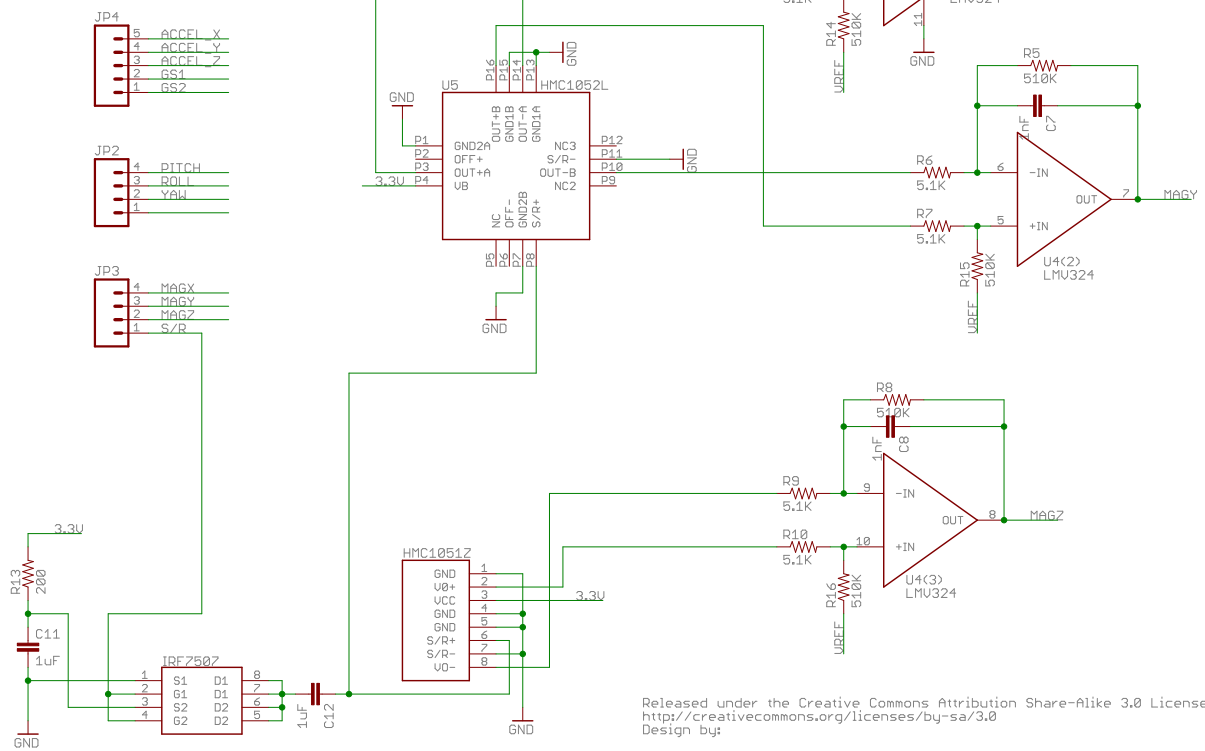 JP4
5 ACCEL_X
4 ACCEL_Y
3 ACCEL_Z
2 GS1
1 GS2
JP2
4 PITCH
3 ROLL
2 YAW
1
JP3
4 MAGX
3 MAGY
2 MAGZ
1 S/R
U5
HMC1052L
GND
GND
P16
P15
P14
P13
OUT+B
GND1B
OUT-A
GND1A
P1 GND2A
P2 OFF+
P3 OUT+A
3.3V P4 VB
NC3 P12
S/R- P11 GND
OUT-B P10
NC2 P9
NC
OFF-
GND2B
S/R+
P5
P6
P7
P8
GND
R14
510K
VREF
11
GND
R5
510K
1nF
C7
R6
5.1K
6 -IN
R7
5.1K
5 +IN
OUT 7 MAGY
U4(2)
LMV324
R15
510K
VREF
R8
510K
1nF
C8
R9
5.1K
9 -IN
R10
5.1K
10 +IN
OUT 8 MAGZ
U4(3)
LMV324
R16
510K
VREF
HMC1051Z
GND 1
V0+ 2
VCC 3 3.3V
GND 4
GND 5
S/R+ 6
S/R- 7
VO- 8
GND
3.3V
R13
200
C11
1uF
GND
IRF7507
1 S1 D1 8
2 G1 D1 7
3 S2 D2 6
4 G2 D2 5
1uF
C12
Released under the Creative Commons Attribution Share-Alike 3.0 License
http://creativecommons.org/licenses/by-sa/3.0
Design by: